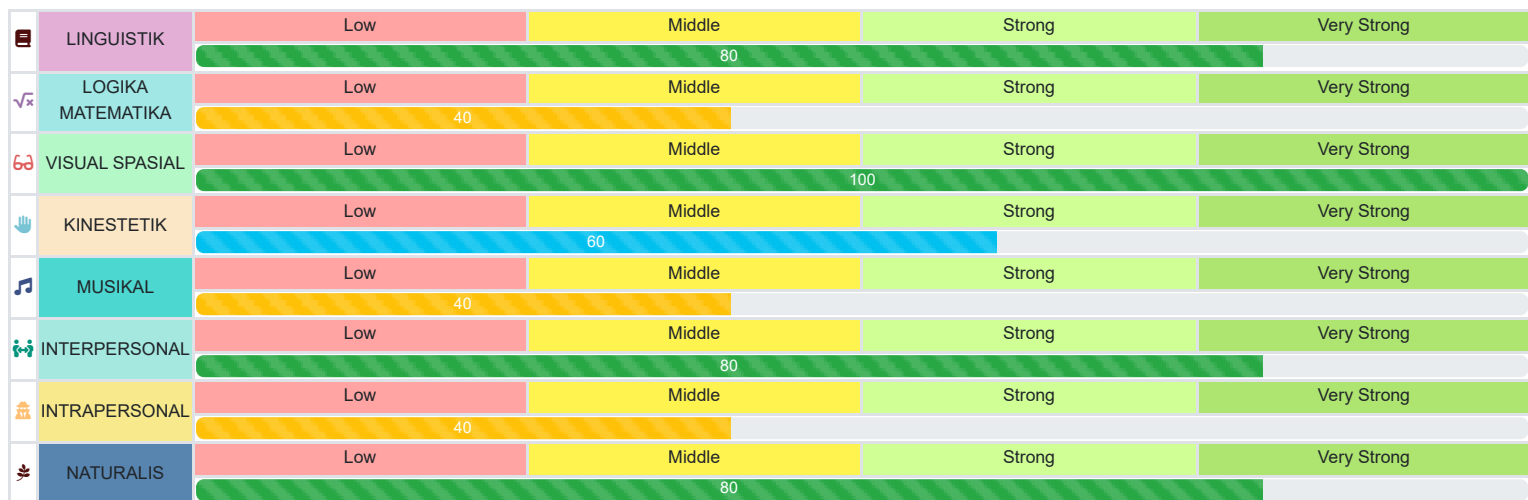 Low Middle Strong Very Strong
LINGUISTIK
80
LOGIKA
MATEMATIKA
Low Middle Strong Very Strong
40
VISUAL SPASIAL
Low Middle Strong Very Strong
100
KINESTETIK
Low Middle Strong Very Strong
60
MUSIKAL
Low Middle Strong Very Strong
40
INTERPERSONAL
Low Middle Strong Very Strong
80
INTRAPERSONAL
Low Middle Strong Very Strong
40
NATURALIS
Low Middle Strong Very Strong
80